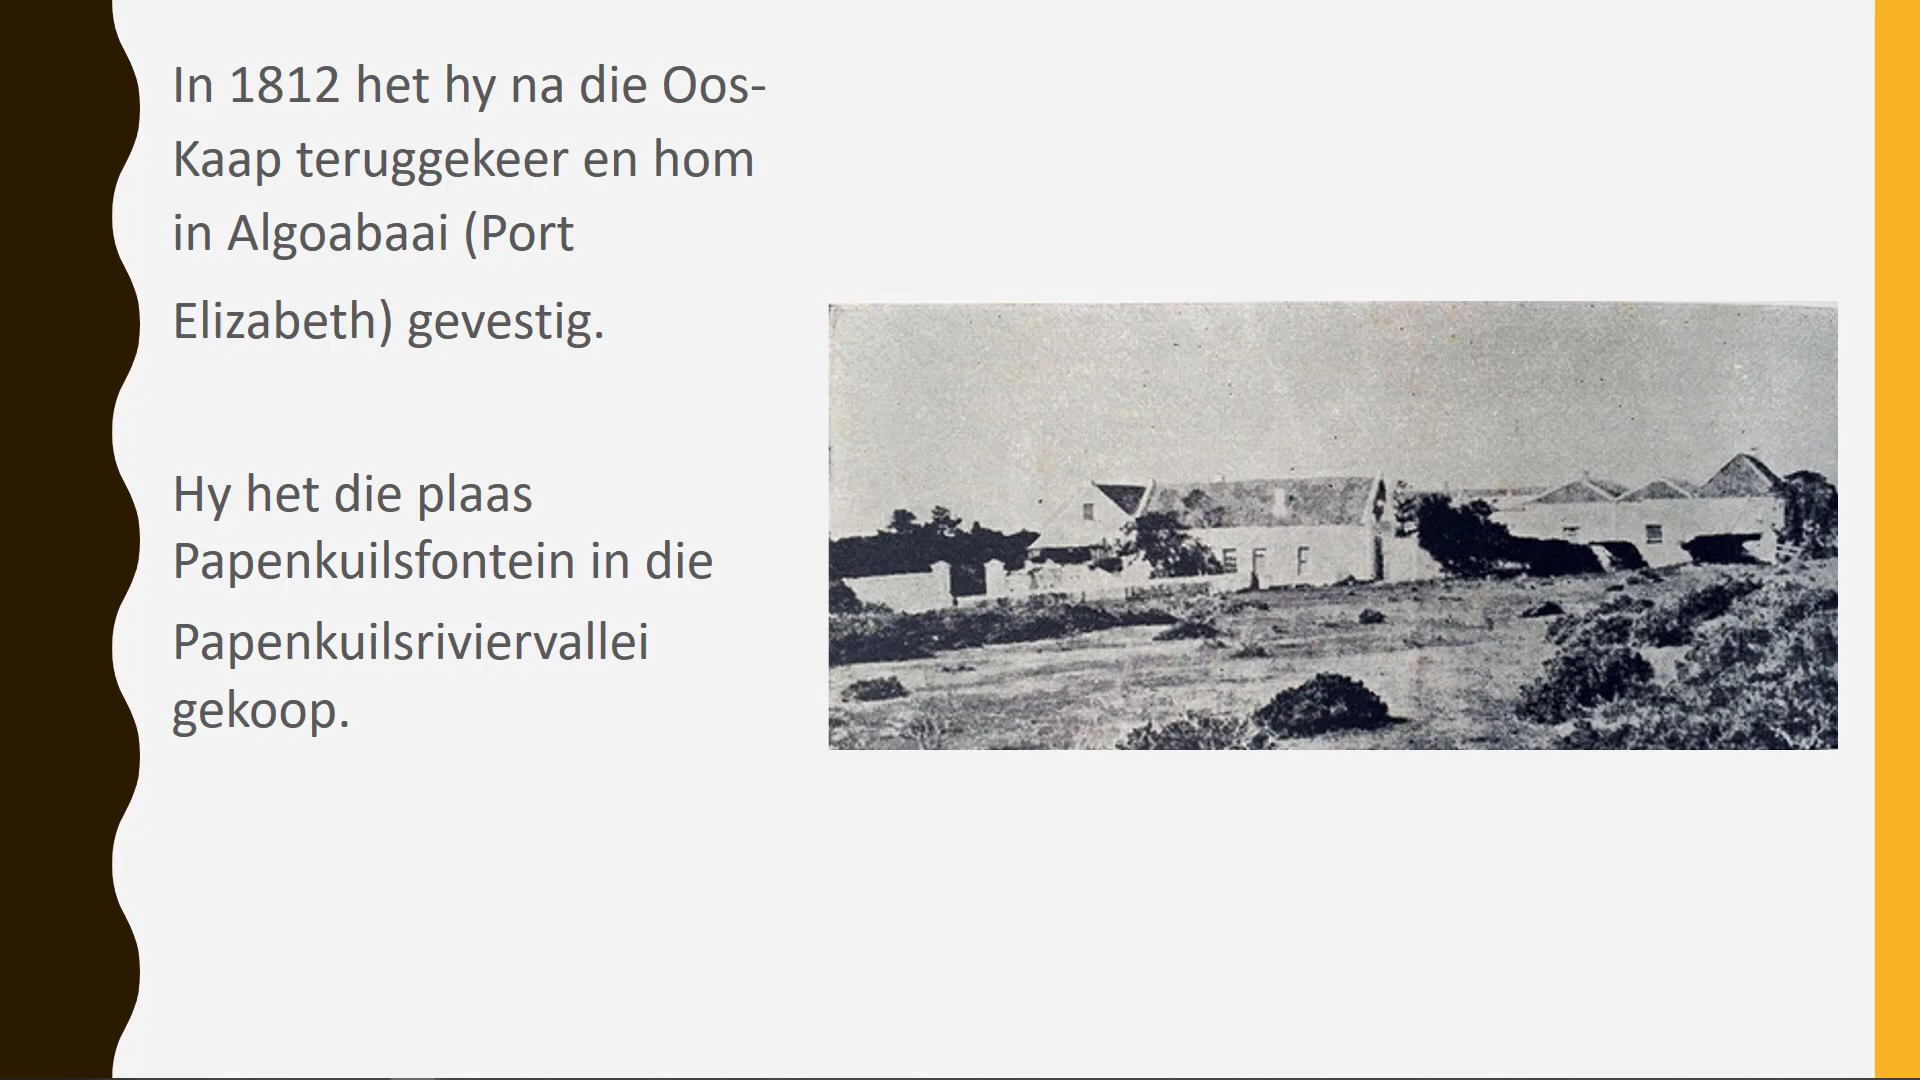 In 1812 het hy na die Oos-
Kaap teruggekeer en hom
in Algoabaai (Port
Elizabeth) gevestig.
Hy het die plaas
Papenkuilsfontein in die
Papenkuilsriviervallei
gekoop.